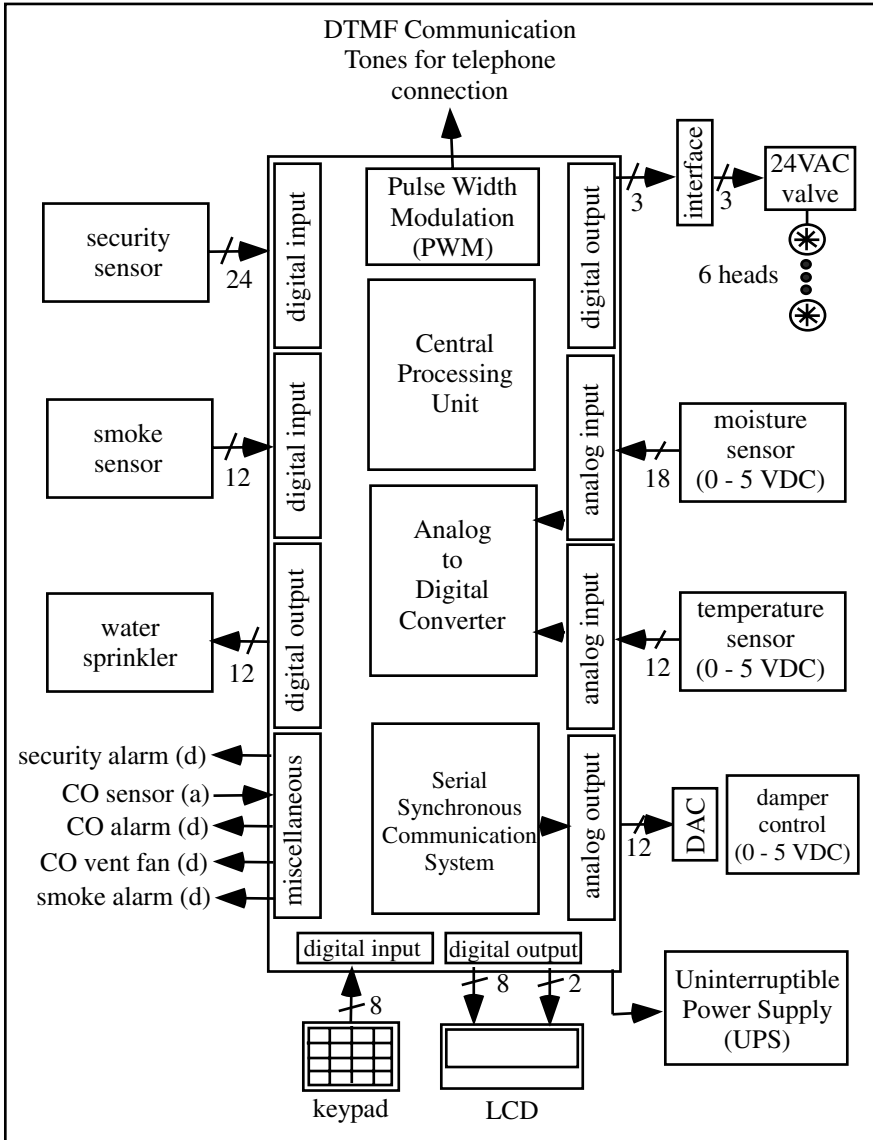 DTMF Communication
Tones for telephone
connection
Pulse Width
Modulation
(PWM)
digital input
digital output
3
interface
3
24VAC
valve
6 heads
security
sensor
24
Central
Processing
Unit
smoke
sensor
12
digital input
analog input
18
moisture
sensor
(0 - 5 VDC)
Analog
to
Digital
Converter
water
sprinkler
12
digital output
analog input
12
temperature
sensor
(0 - 5 VDC)
security alarm (d)
CO sensor (a)
CO alarm (d)
CO vent fan (d)
smoke alarm (d)
miscellaneous
Serial
Synchronous
Communication
System
analog output
12
DAC
damper
control
(0 - 5 VDC)
digital input
digital output
8
8
2
keypad
LCD
Uninterruptible
Power Supply
(UPS)